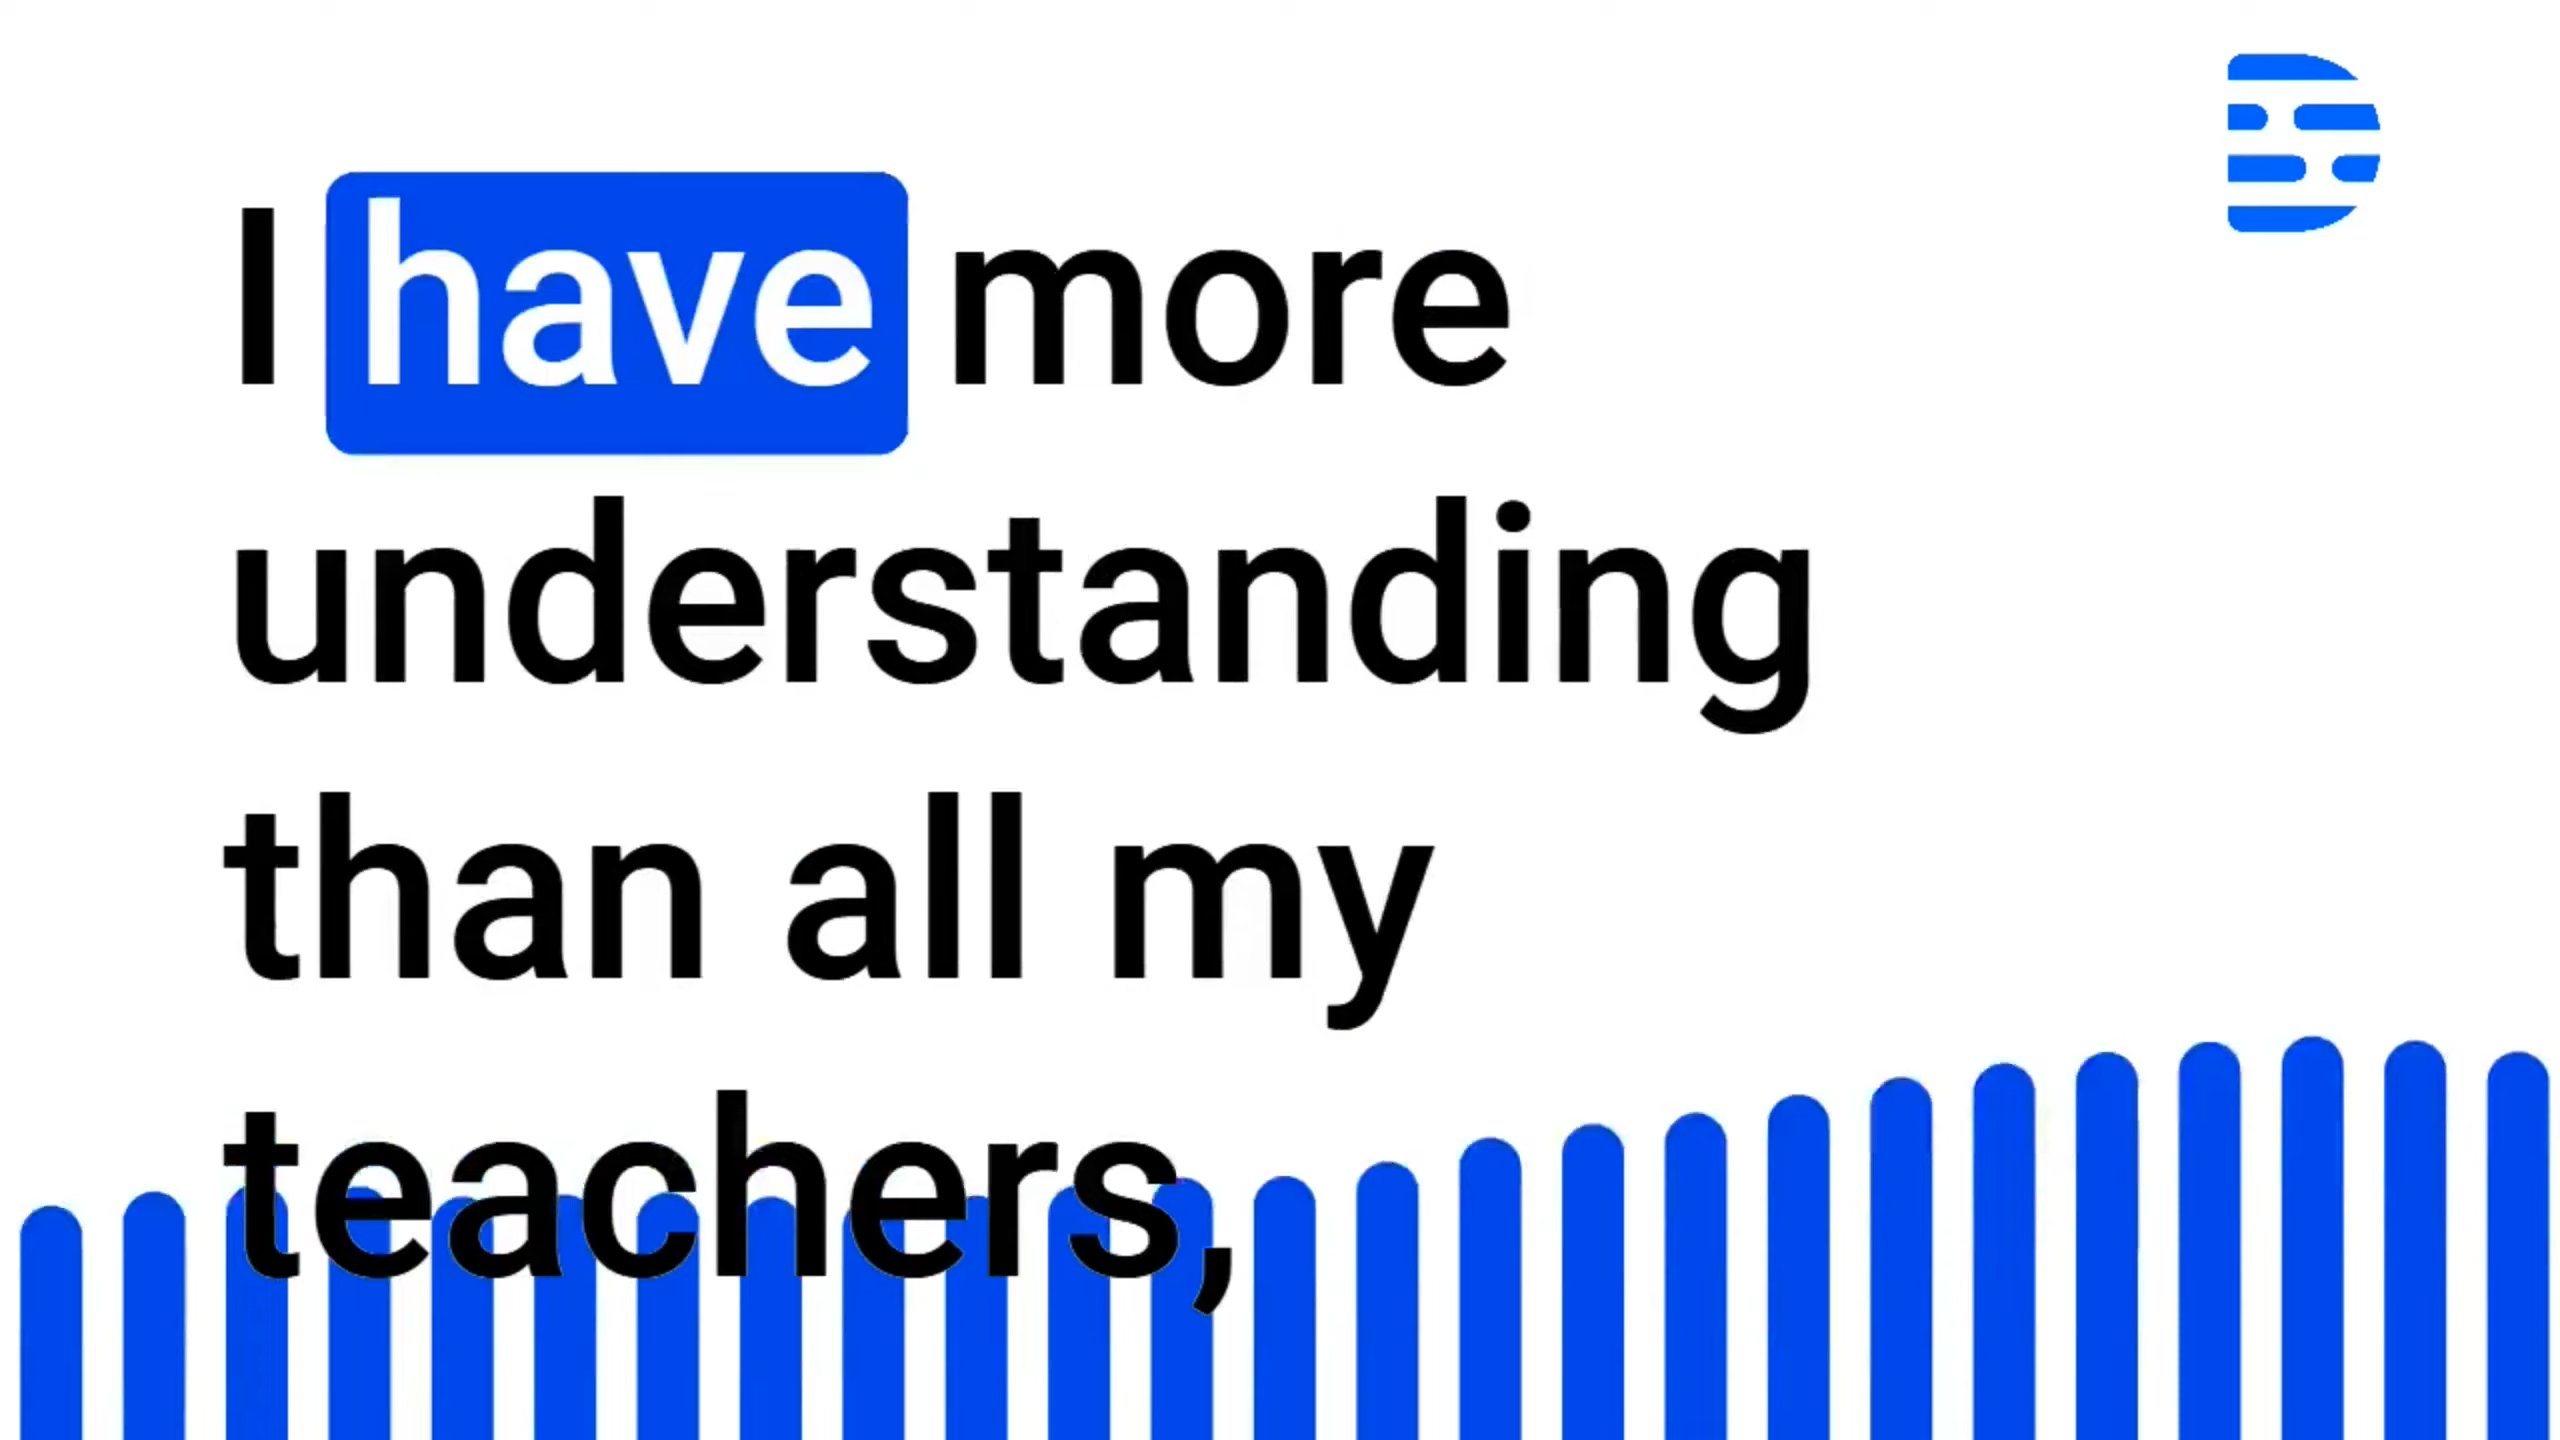 I have more
understanding
than all my
teachers,